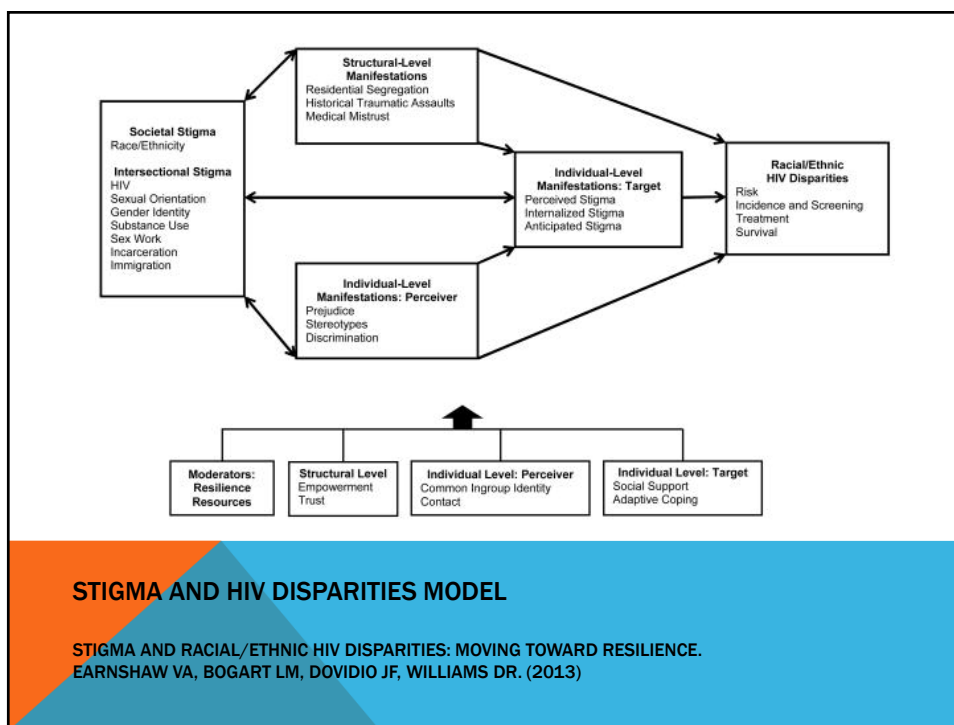 Structural-Level
Manifestations
Residential Segregation
Historical Traumatic Assaults
Medical Mistrust
Societal Stigma
Race/Ethnicity
Intersectional Stigma
HIV
Sexual Orientation
Gender Identity
Substance Use
Sex Work
Incarceration
Immigration
Individual-Level
Manifestations: Target
Perceived Stigma
Internalized Stigma
Anticipated Stigma
Racial/Ethnic
HIV Disparities
Risk
Incidence and Screening
Treatment
Survival
Individual-Level
Manifestations: Perceiver
Prejudice
Stereotypes
Discrimination
Moderators:
Resilience
Resources
Structural Level
Empowerment
Trust
Individual Level: Perceiver
Common Ingroup Identity
Contact
Individual Level: Target
Social Support
Adaptive Coping
STIGMA AND HIV DISPARITIES MODEL
STIGMA AND RACIAL/ETHNIC HIV DISPARITIES: MOVING TOWARD RESILIENCE.
EARNSHAW VA, BOGART LM, DOVIDIO JF, WILLIAMS DR. (2013)